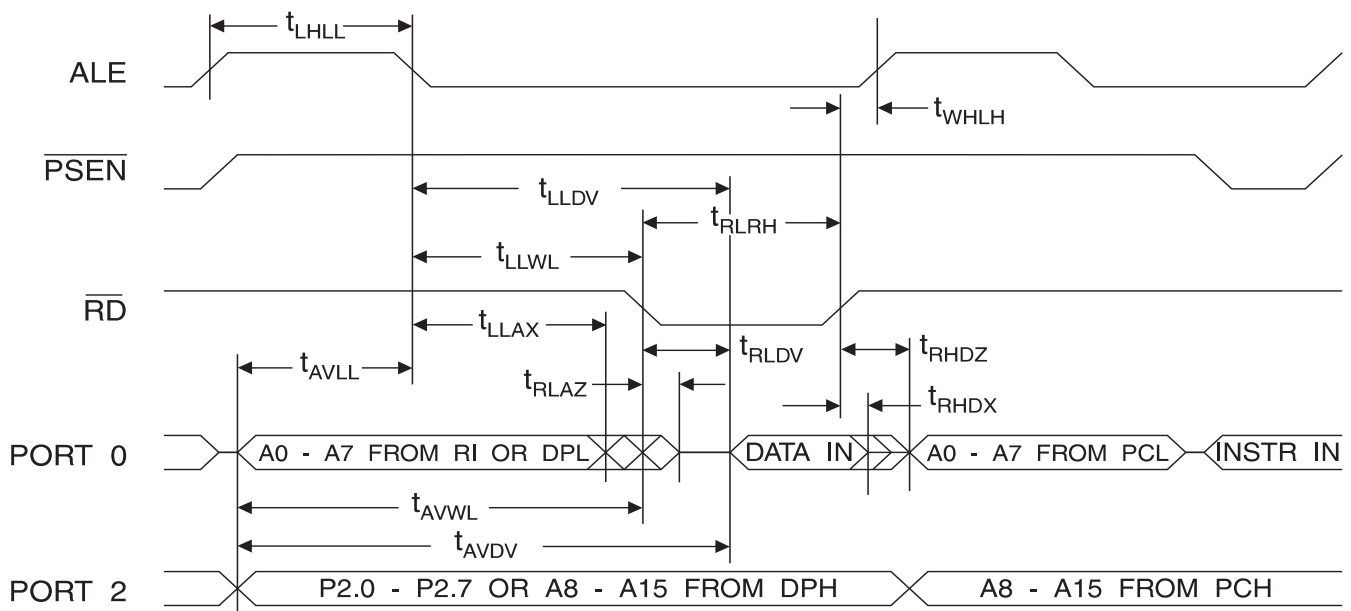 tLHLL
ALE
tWHLH
PSEN
tLLDV
tRLRH
tLLWL
RD
tLLAX
tRLDV
tRHDZ
tAVLL
tRLAZ
tRHDX
PORT 0
A0 - A7 FROM RI OR DPL
DATA IN
A0 - A7 FROM PCL
INSTR IN
tAVWL
tAVDV
PORT 2
P2.0 - P2.7 OR A8 - A15 FROM DPH
A8 - A15 FROM PCH